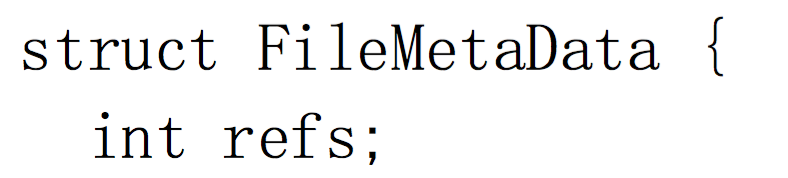 struct FileMetaData {
  int refs;